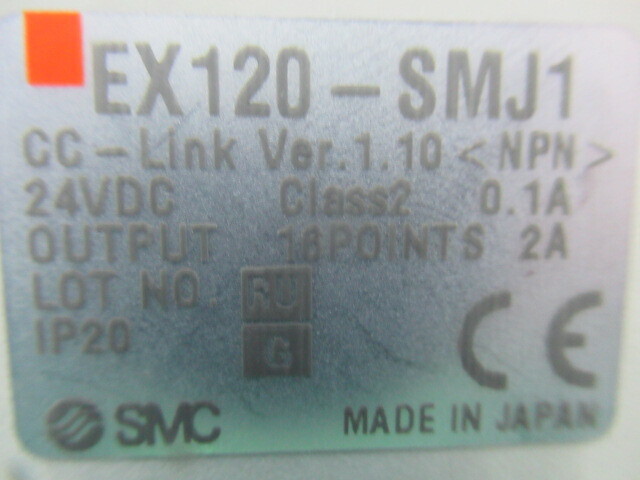 EX120-SMJ1
CC-Link Ver.1.10 <NPN>
24VDC Class2 0.1A
OUTPUT 16POINTS 2A
LOT NO. RU
IP20 G
CE
SMC MADE IN JAPAN